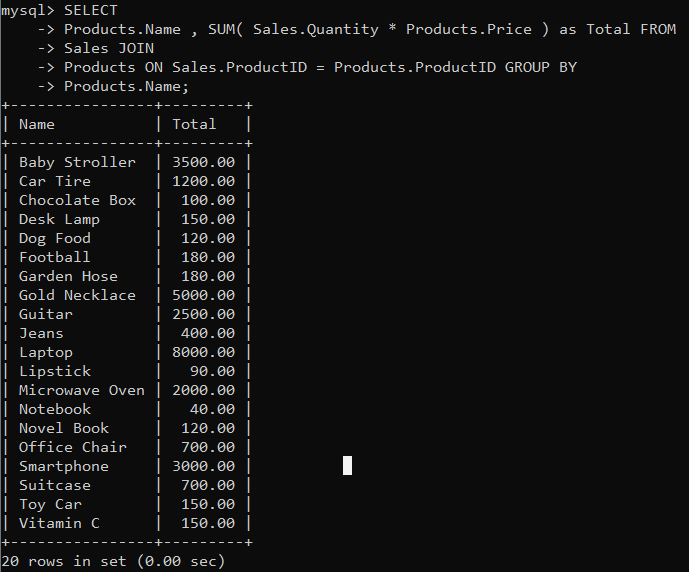 mysql> SELECT
    -> Products.Name , SUM( Sales.Quantity * Products.Price ) as Total FROM
    -> Sales JOIN
    -> Products ON Sales.ProductID = Products.ProductID GROUP BY
    -> Products.Name;
+----------------+---------+
| Name           | Total   |
+----------------+---------+
| Baby Stroller  | 3500.00 |
| Car Tire       | 1200.00 |
| Chocolate Box  |  100.00 |
| Desk Lamp      |  150.00 |
| Dog Food       |  120.00 |
| Football       |  180.00 |
| Garden Hose    |  180.00 |
| Gold Necklace  | 5000.00 |
| Guitar         | 2500.00 |
| Jeans          |  400.00 |
| Laptop         | 8000.00 |
| Lipstick       |   90.00 |
| Microwave Oven | 2000.00 |
| Notebook       |   40.00 |
| Novel Book     |  120.00 |
| Office Chair   |  700.00 |
| Smartphone     | 3000.00 |
| Suitcase       |  700.00 |
| Toy Car        |  150.00 |
| Vitamin C      |  150.00 |
+----------------+---------+
20 rows in set (0.00 sec)